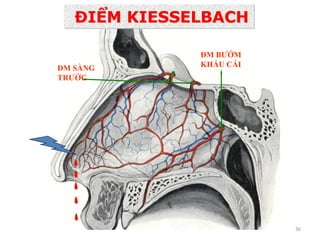 ĐIỂM KIESSELBACH
ĐM BƯỚM
KHẨU CÁI
ĐM SÀNG
TRƯỚC
36